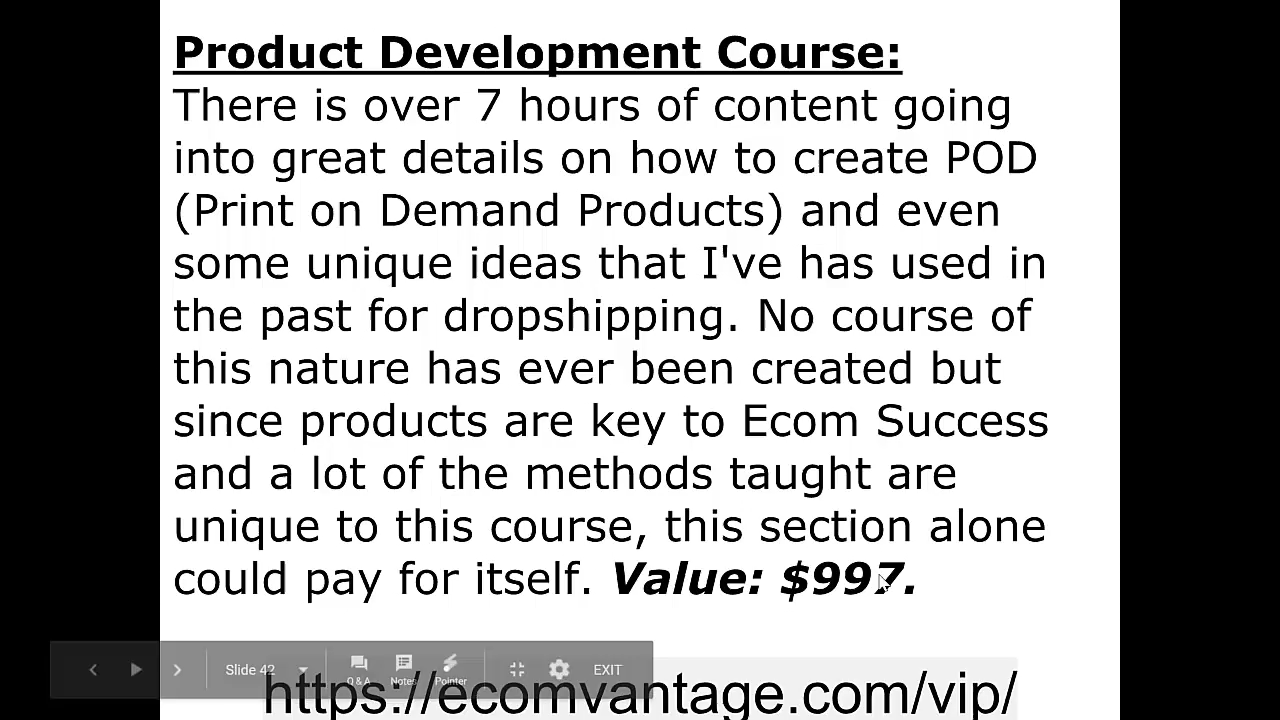 Product Development Course:
There is over 7 hours of content going
into great details on how to create POD
(Print on Demand Products) and even
some unique ideas that I've has used in
the past for dropshipping. No course of
this nature has ever been created but
since products are key to Ecom Success
and a lot of the methods taught are
unique to this course, this section alone
could pay for itself. Value: $997.
Slide 42
Q & A
Notes
Pointer
EXIT
https://ecomvantage.com/vip/